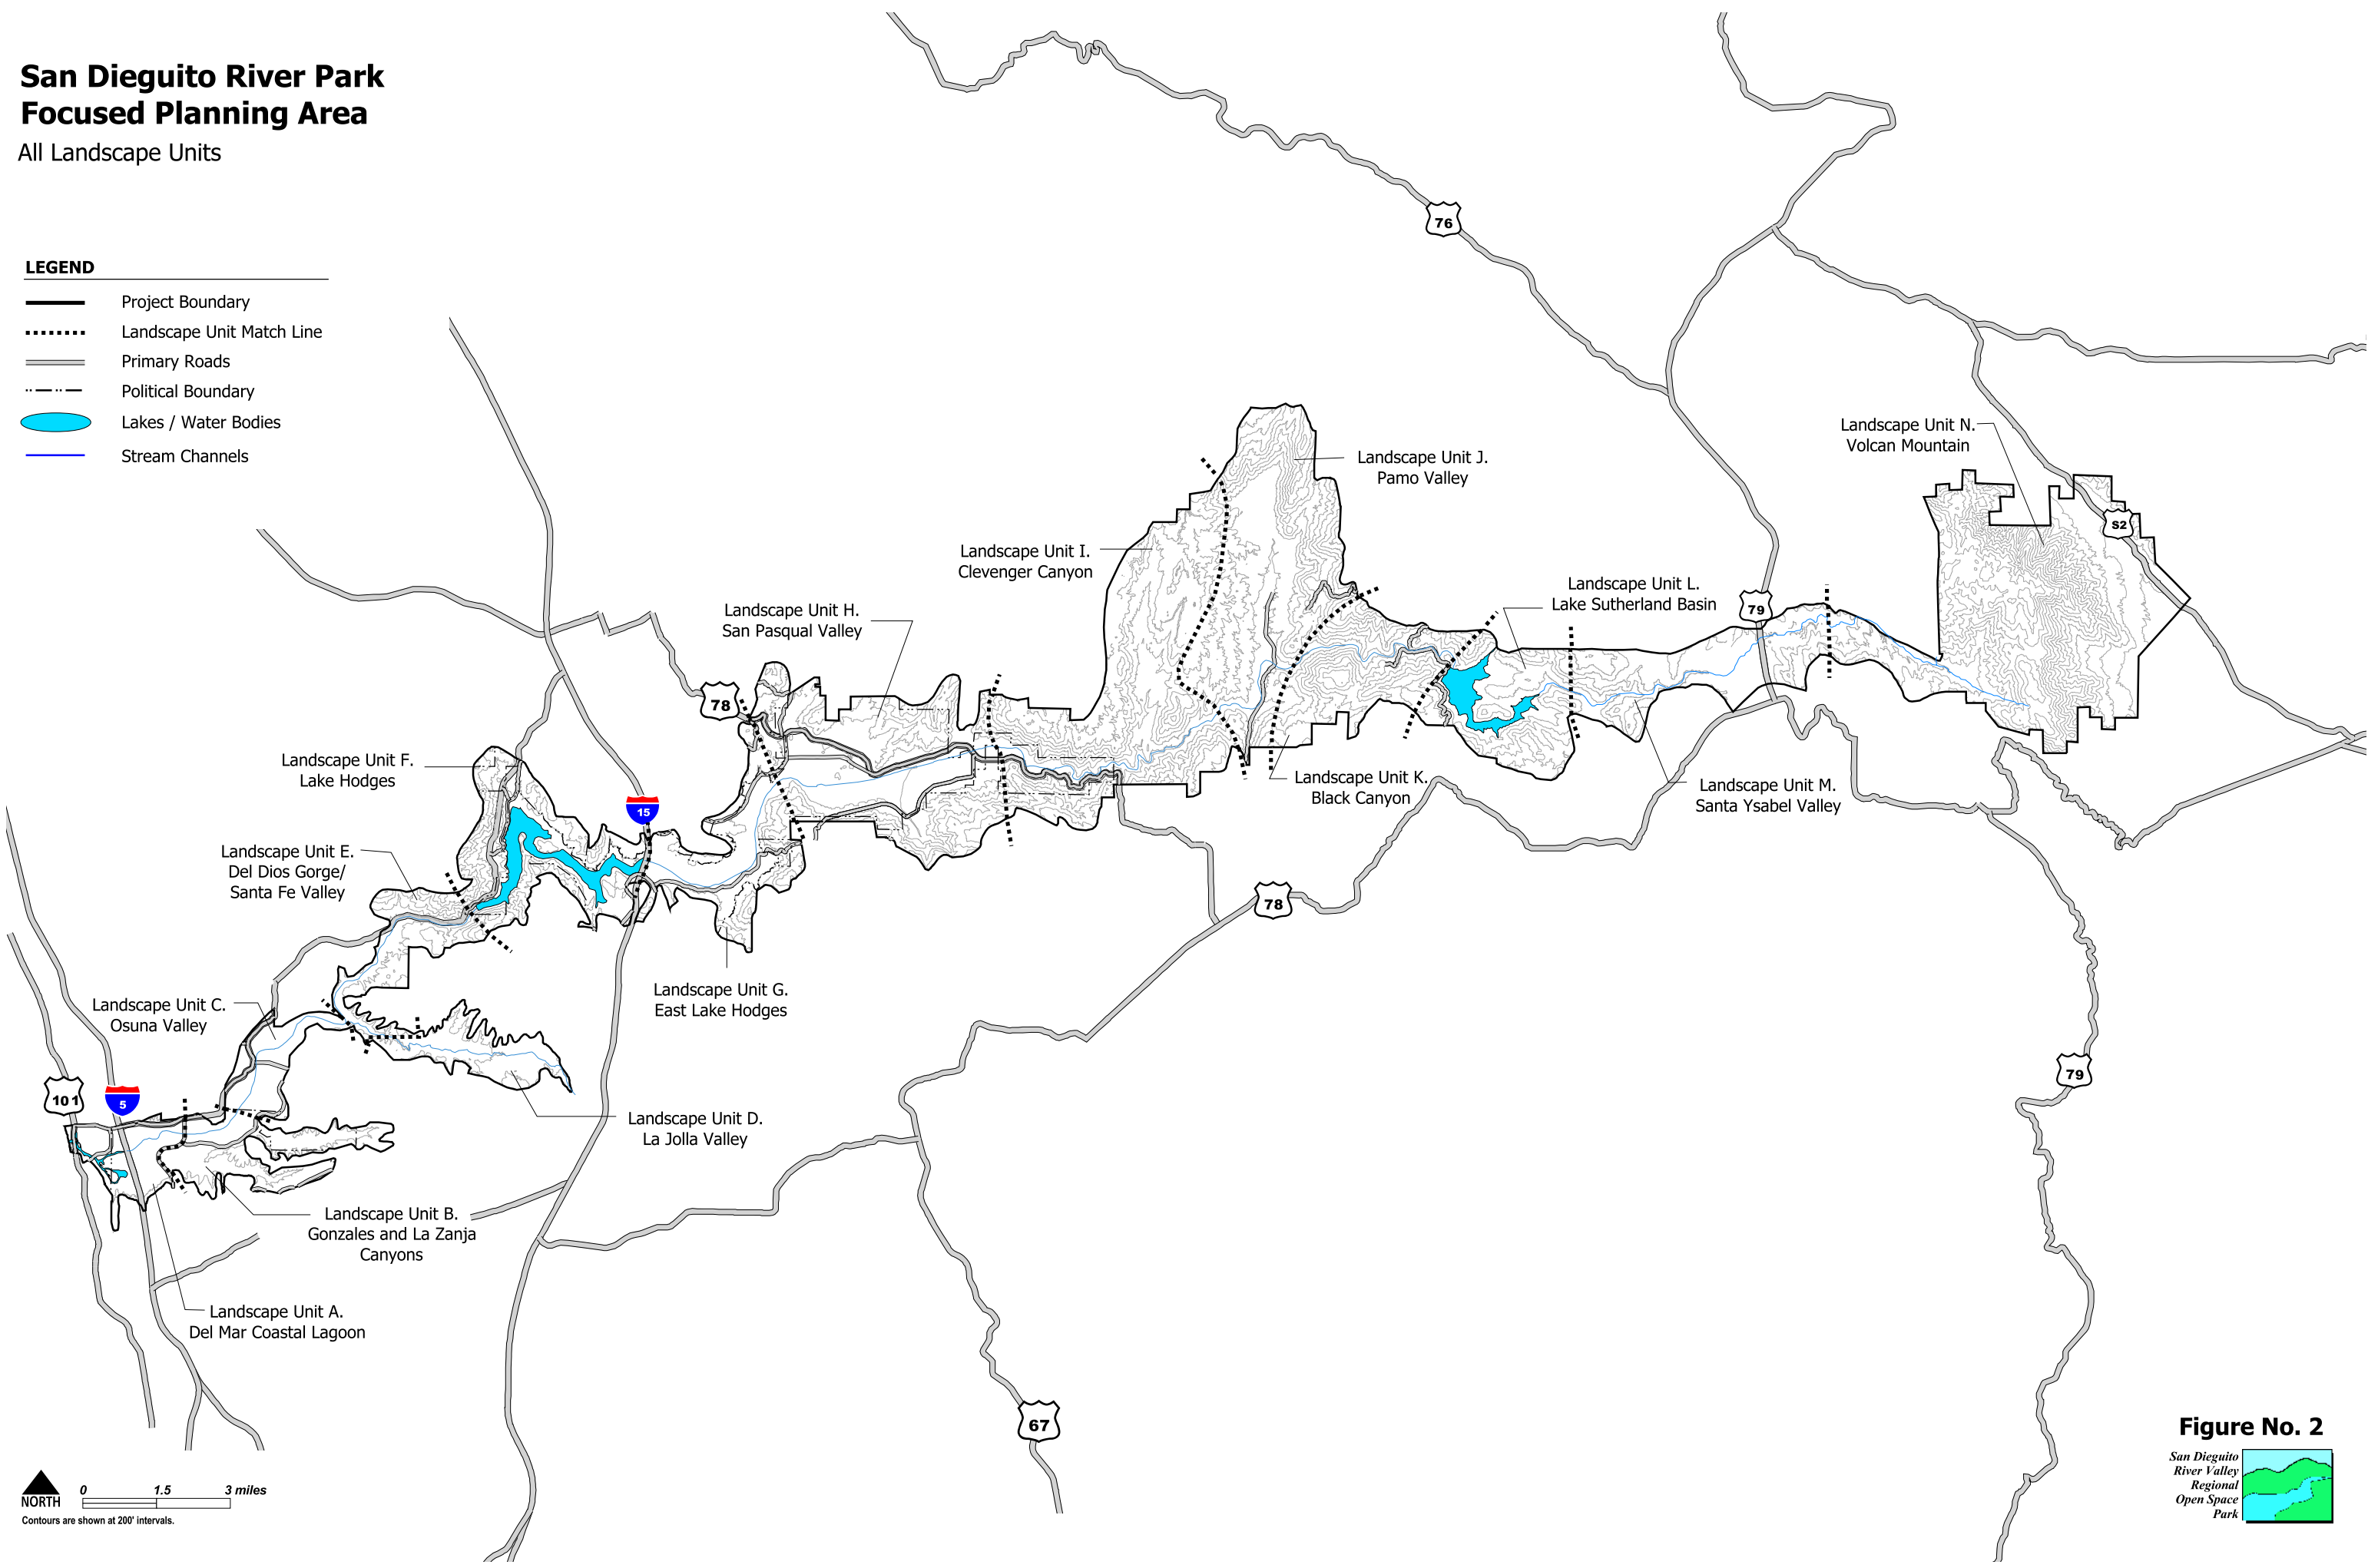 San Dieguito River Park
Focused Planning Area
All Landscape Units
LEGEND
Project Boundary
Landscape Unit Match Line
Primary Roads
Political Boundary
Lakes / Water Bodies
Stream Channels
76
Landscape Unit N.
Volcan Mountain
Landscape Unit J.
Pamo Valley
S2
Landscape Unit I.
Clevenger Canyon
Landscape Unit L.
Lake Sutherland Basin
79
Landscape Unit H.
San Pasqual Valley
78
Landscape Unit F.
Lake Hodges
Landscape Unit K.
Black Canyon
Landscape Unit M.
Santa Ysabel Valley
15
Landscape Unit E.
Del Dios Gorge/
Santa Fe Valley
78
Landscape Unit G.
East Lake Hodges
Landscape Unit C.
Osuna Valley
79
101
5
Landscape Unit D.
La Jolla Valley
Landscape Unit B.
Gonzales and La Zanja
Canyons
Landscape Unit A.
Del Mar Coastal Lagoon
67
Figure No. 2
San Dieguito
River Valley
Regional
Open Space
Park
NORTH
0 1.5 3 miles
Contours are shown at 200' intervals.